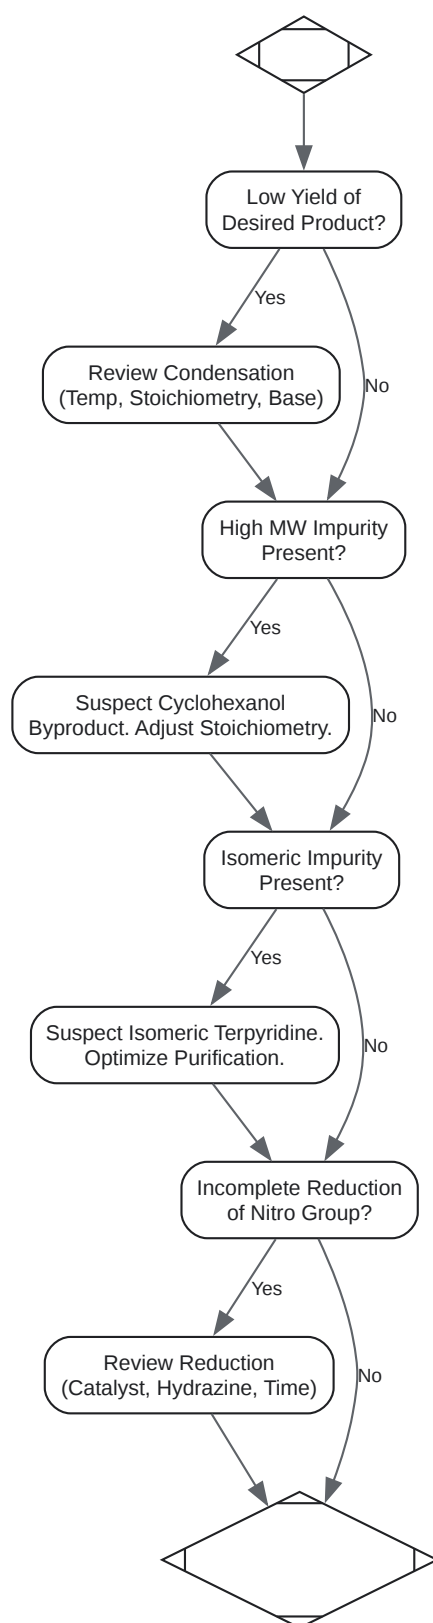 Low Yield of
Desired Product?
Yes
No
Review Condensation
(Temp, Stoichiometry, Base)
High MW Impurity
Present?
Yes
No
Suspect Cyclohexanol
Byproduct. Adjust Stoichiometry.
Isomeric Impurity
Present?
Yes
No
Suspect Isomeric Terpyridine.
Optimize Purification.
Incomplete Reduction
of Nitro Group?
Yes
No
Review Reduction
(Catalyst, Hydrazine, Time)